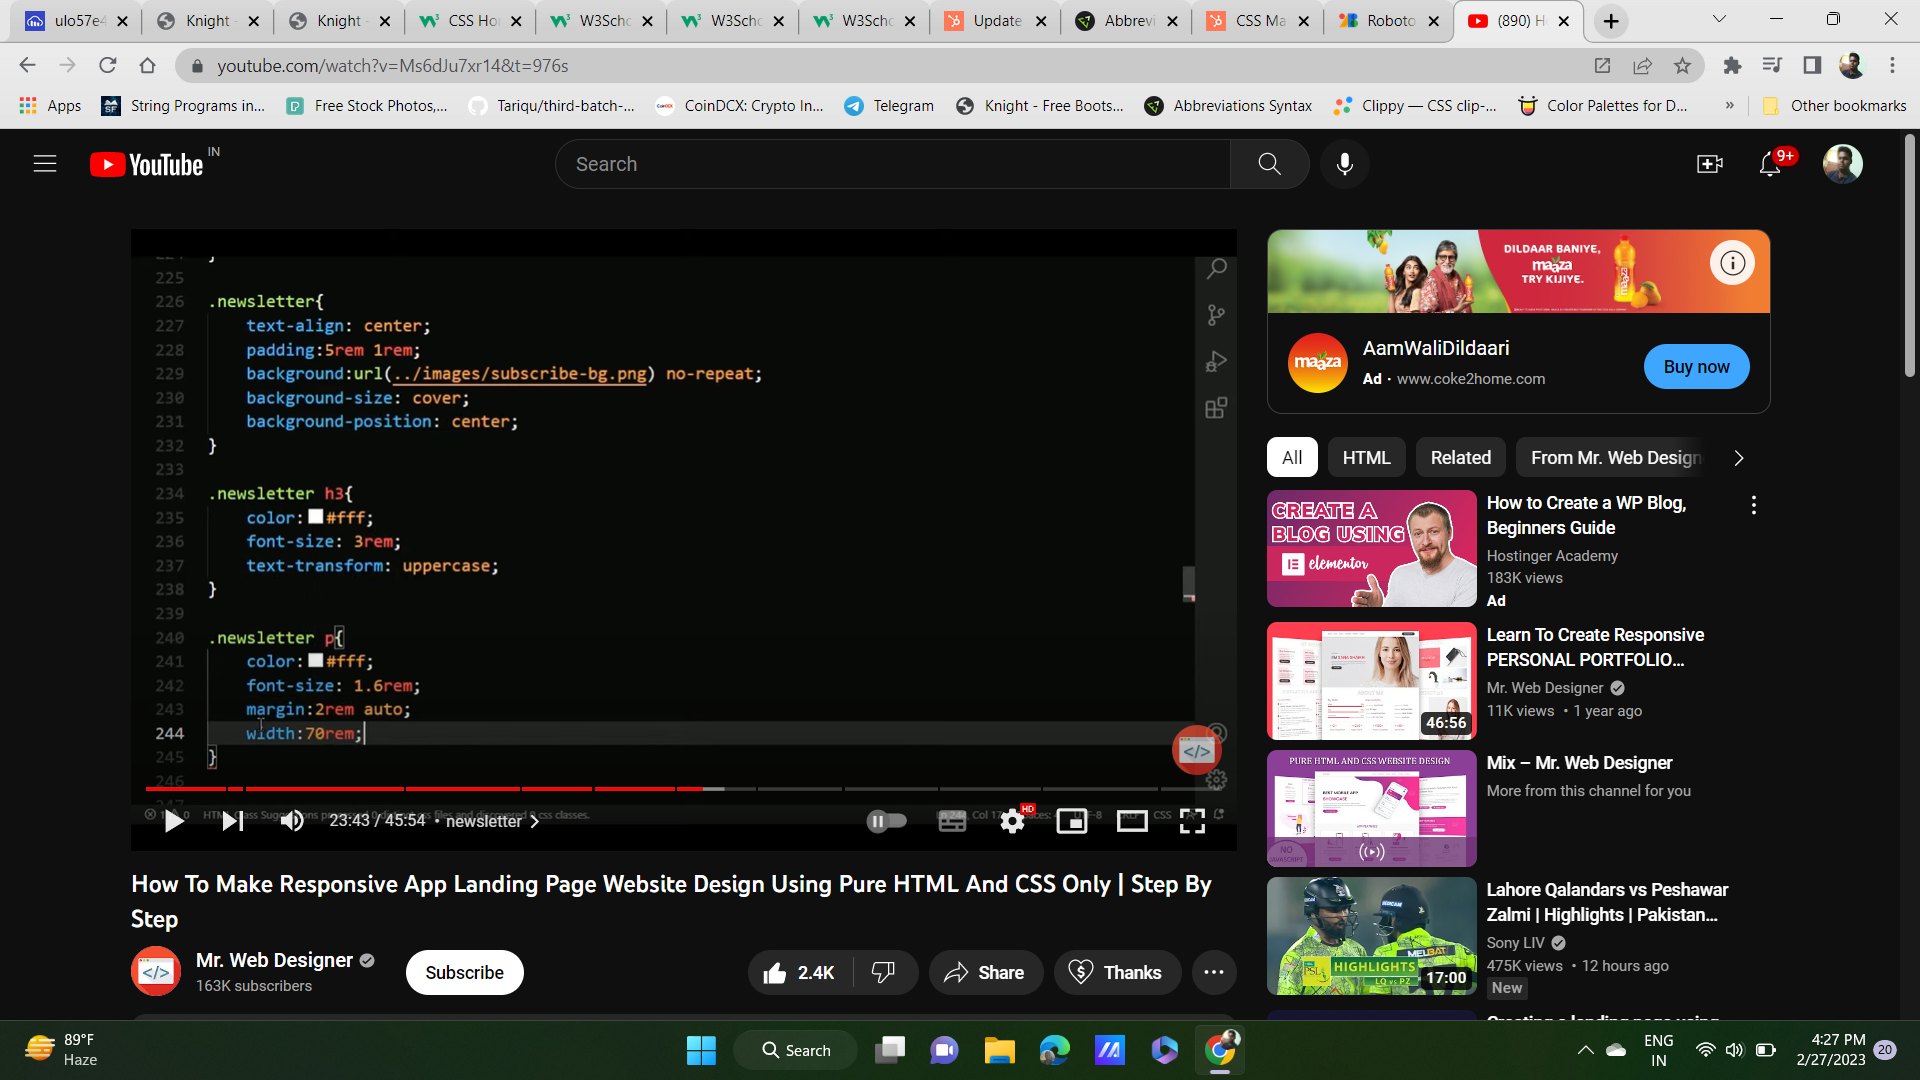 ulo57e4
Knight
Knight
CSS Ho
W3Sch
W3Sch
W3Sch
Update
Abbrevi
CSS Ma
Roboto
(890) H
youtube.com/watch?v=Ms6dJu7xr14&t=976s
Apps
String Programs in...
Free Stock Photos,...
Tariqu/third-batch-...
CoinDCX: Crypto In...
Telegram
Knight - Free Boots...
Abbreviations Syntax
Clippy — CSS clip-...
Color Palettes for D...
»
Other bookmarks
YouTube IN
Search
9+
225
226 .newsletter{
227 text-align: center;
228 padding:5rem 1rem;
229 background:url(../images/subscribe-bg.png) no-repeat;
230 background-size: cover;
231 background-position: center;
232 }
233
234 .newsletter h3{
235 color: #fff;
236 font-size: 3rem;
237 text-transform: uppercase;
238 }
239
240 .newsletter p{
241 color: #fff;
242 font-size: 1.6rem;
243 margin:2rem auto;
244 width:70rem;
245 }
246
23:43 / 45:54 • newsletter
HD
CSS
How To Make Responsive App Landing Page Website Design Using Pure HTML And CSS Only | Step By
Step
Mr. Web Designer
163K subscribers
Subscribe
2.4K
Share
Thanks
DILDAAR BANIYE,
maaza
TRY KIJIYE.
maaza
AamWaliDildaari
Ad · www.coke2home.com
Buy now
All
HTML
Related
From Mr. Web Design
CREATE A
BLOG USING
elementor
How to Create a WP Blog,
Beginners Guide
Hostinger Academy
183K views
Ad
46:56
Learn To Create Responsive
PERSONAL PORTFOLIO...
Mr. Web Designer
11K views • 1 year ago
PURE HTML AND CSS WEBSITE DESIGN
NO
JAVASCRIPT
Mix – Mr. Web Designer
More from this channel for you
HIGHLIGHTS
LQ vs PZ
17:00
Lahore Qalandars vs Peshawar
Zalmi | Highlights | Pakistan...
Sony LIV
475K views • 12 hours ago
New
89°F
Haze
Search
ENG
IN
4:27 PM
2/27/2023
20